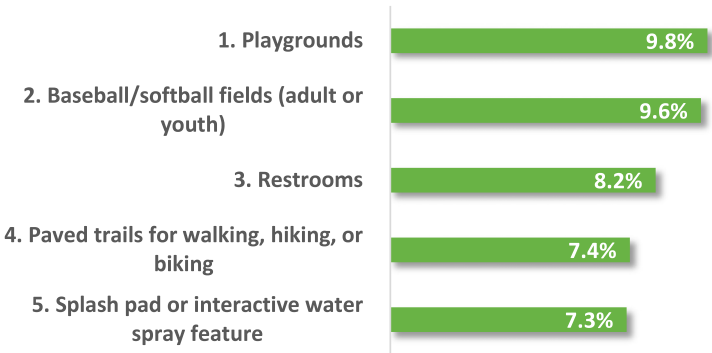 1. Playgrounds
9.8%
2. Baseball/softball fields (adult or
youth)
9.6%
3. Restrooms
8.2%
4. Paved trails for walking, hiking, or
biking
7.4%
5. Splash pad or interactive water
spray feature
7.3%